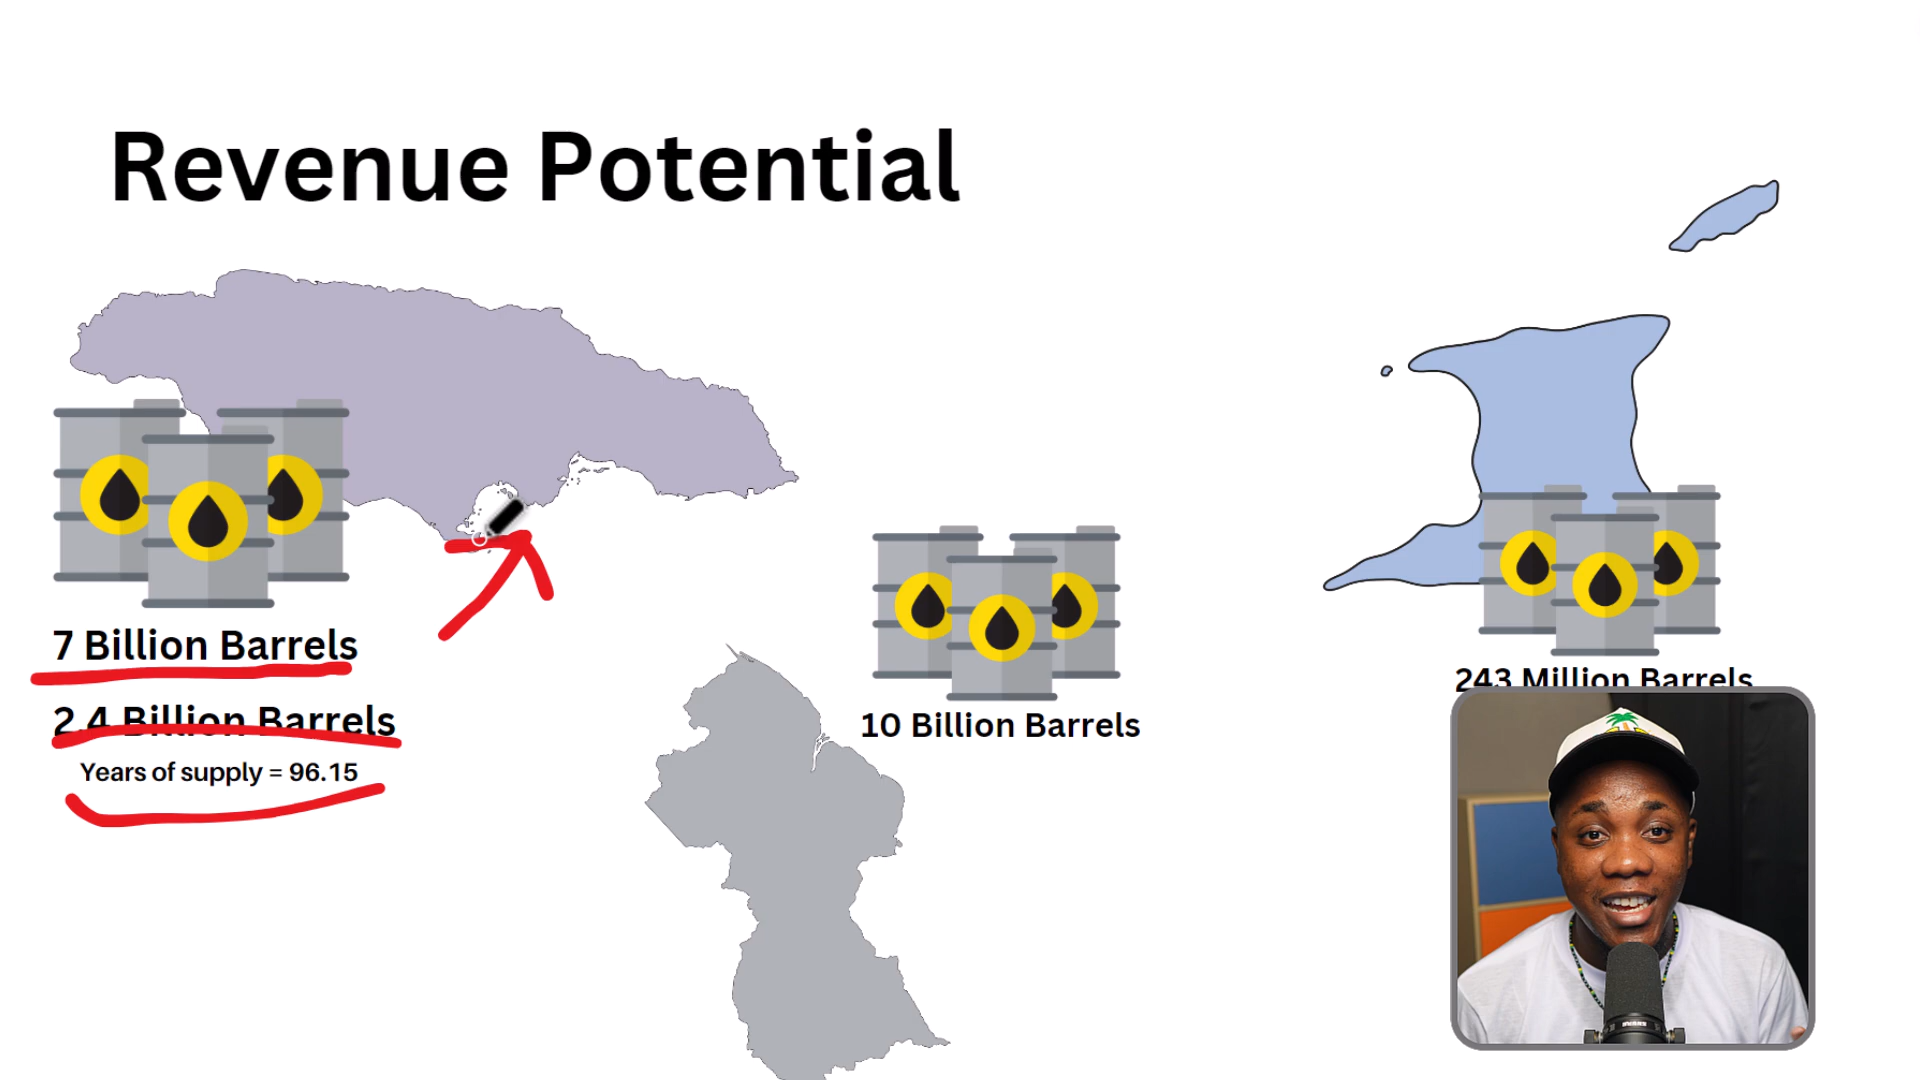 Revenue Potential
7 Billion Barrels
2.4 Billion Barrels
Years of supply = 96.15
10 Billion Barrels
243 Million Barrels